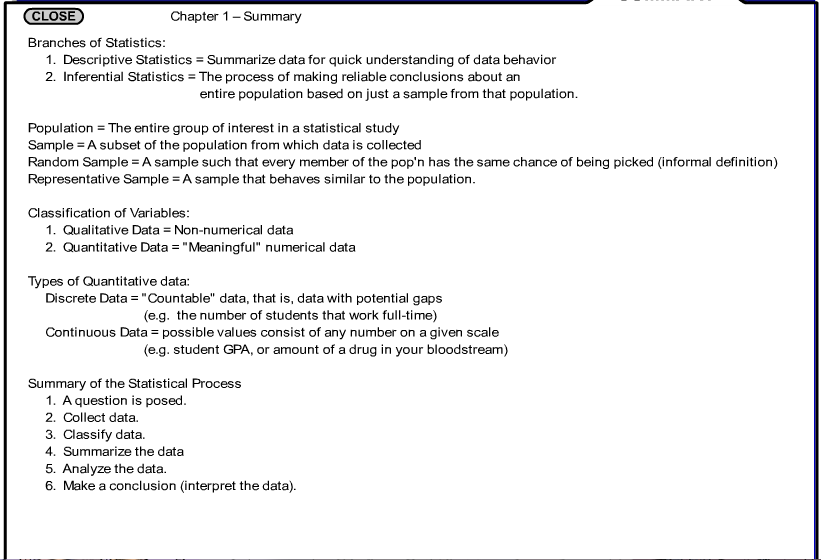 CLOSE
Chapter 1 – Summary
Branches of Statistics:
1. Descriptive Statistics = Summarize data for quick understanding of data behavior
2. Inferential Statistics = The process of making reliable conclusions about an
entire population based on just a sample from that population.
Population = The entire group of interest in a statistical study
Sample = A subset of the population from which data is collected
Random Sample = A sample such that every member of the pop'n has the same chance of being picked (informal definition)
Representative Sample = A sample that behaves similar to the population.
Classification of Variables:
1. Qualitative Data = Non-numerical data
2. Quantitative Data = "Meaningful" numerical data
Types of Quantitative data:
Discrete Data = "Countable" data, that is, data with potential gaps
(e.g. the number of students that work full-time)
Continuous Data = possible values consist of any number on a given scale
(e.g. student GPA, or amount of a drug in your bloodstream)
Summary of the Statistical Process
1. A question is posed.
2. Collect data.
3. Classify data.
4. Summarize the data
5. Analyze the data.
6. Make a conclusion (interpret the data).